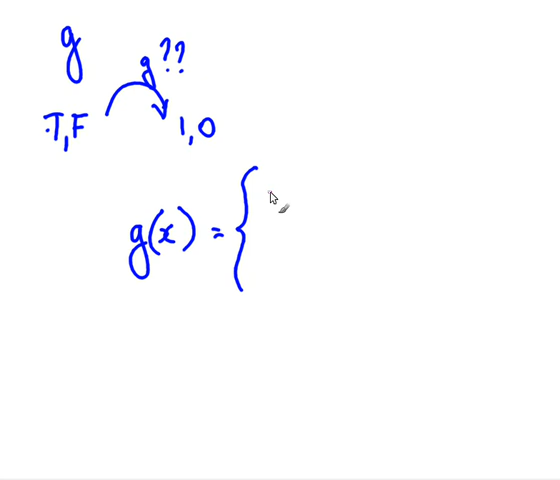 g
g??
T,F 1,0
g(x) = {